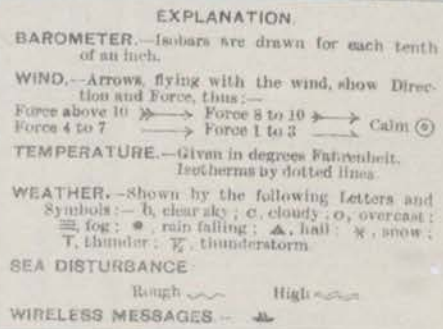 EXPLANATION.
BAROMETER.—Isobars are drawn for each tenth
of an inch.
WIND.—Arrows, flying with the wind, show Direc-
tion and Force, thus:—
Force above 10 Force 8 to 10
Force 4 to 7 Force 1 to 3 Calm
TEMPERATURE.—Given in degrees Fahrenheit.
Isotherms by dotted lines
WEATHER.—Shown by the following Letters and
Symbols:— b, clear sky; c, cloudy; o, overcast;
fog; rain falling; hail; snow;
T, thunder; thunderstorm
SEA DISTURBANCE
Rough High
WIRELESS MESSAGES —